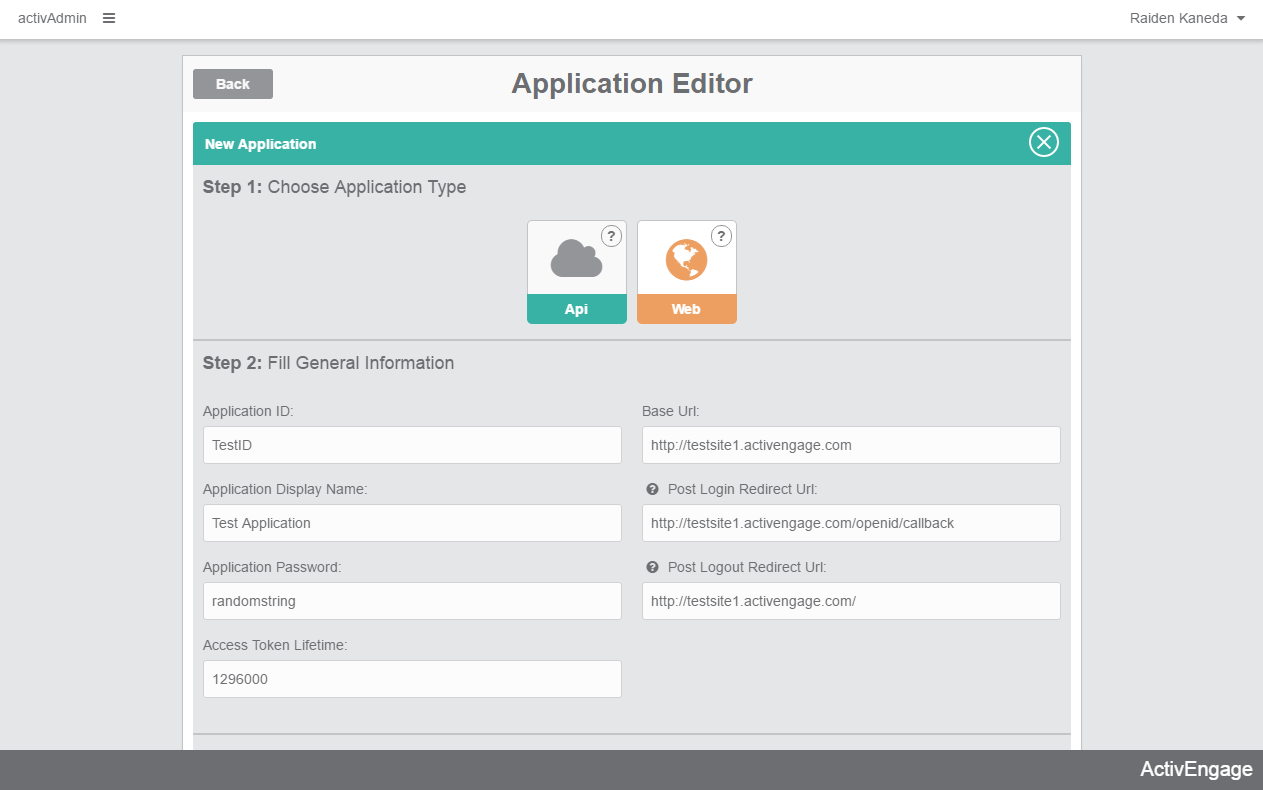 activAdmin
Raiden Kaneda
Back
Application Editor
New Application
Step 1: Choose Application Type
? ?
Api Web
Step 2: Fill General Information
Application ID:
TestID
Base Url:
http://testsite1.activengage.com
Application Display Name:
Test Application
? Post Login Redirect Url:
http://testsite1.activengage.com/openid/callback
Application Password:
randomstring
? Post Logout Redirect Url:
http://testsite1.activengage.com/
Access Token Lifetime:
1296000
ActivEngage